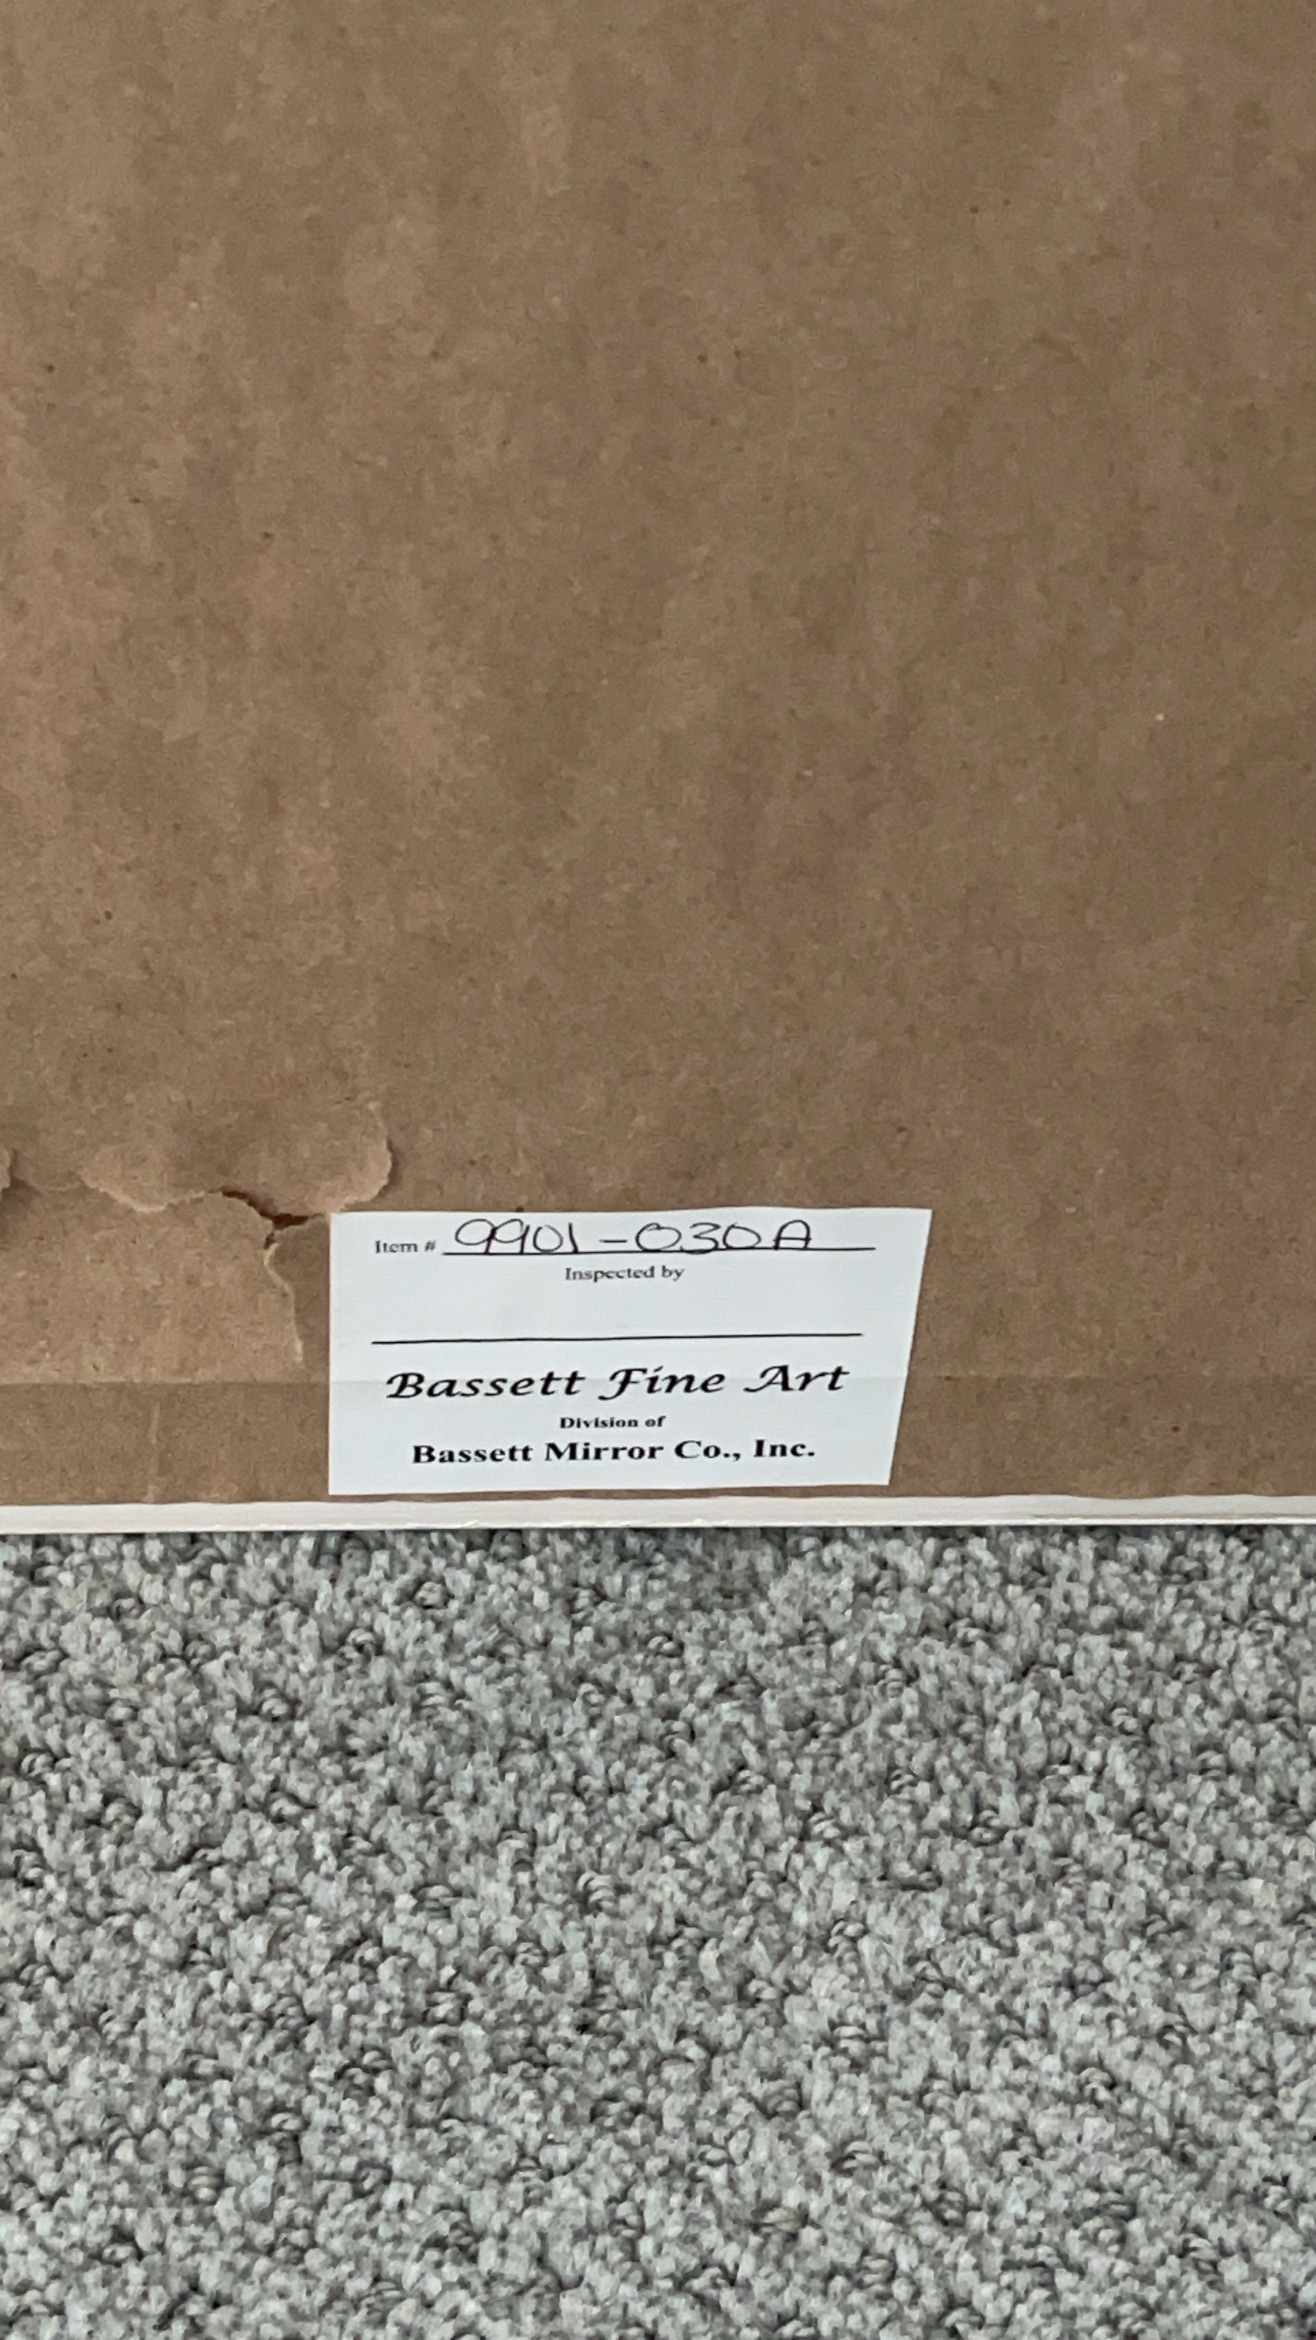 Item # 9901-030A
Inspected by
Bassett Fine Art
Division of
Bassett Mirror Co., Inc.